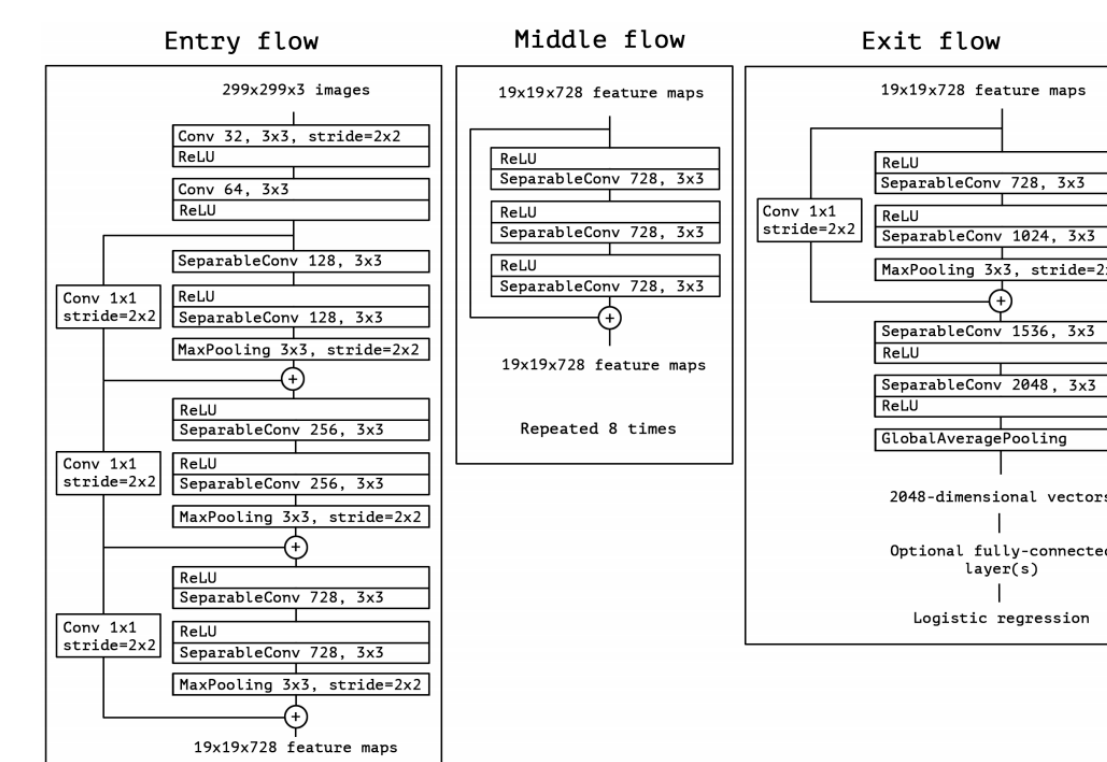 Entry flow
299x299x3 images
Conv 32, 3x3, stride=2x2
ReLU
Conv 64, 3x3
ReLU
SeparableConv 128, 3x3
Conv 1x1
stride=2x2
ReLU
SeparableConv 128, 3x3
MaxPooling 3x3, stride=2x2
+
ReLU
SeparableConv 256, 3x3
Conv 1x1
stride=2x2
ReLU
SeparableConv 256, 3x3
MaxPooling 3x3, stride=2x2
+
ReLU
SeparableConv 728, 3x3
Conv 1x1
stride=2x2
ReLU
SeparableConv 728, 3x3
MaxPooling 3x3, stride=2x2
+
19x19x728 feature maps
Middle flow
19x19x728 feature maps
ReLU
SeparableConv 728, 3x3
ReLU
SeparableConv 728, 3x3
ReLU
SeparableConv 728, 3x3
+
19x19x728 feature maps
Repeated 8 times
Exit flow
19x19x728 feature maps
ReLU
SeparableConv 728, 3x3
Conv 1x1
stride=2x2
ReLU
SeparableConv 1024, 3x3
MaxPooling 3x3,
+
SeparableConv 1536, 3x3
ReLU
SeparableConv 2048, 3x3
ReLU
GlobalAveragePooling
2048-dimensional vectors
Optional fully-connected
layer(s)
Logistic regression